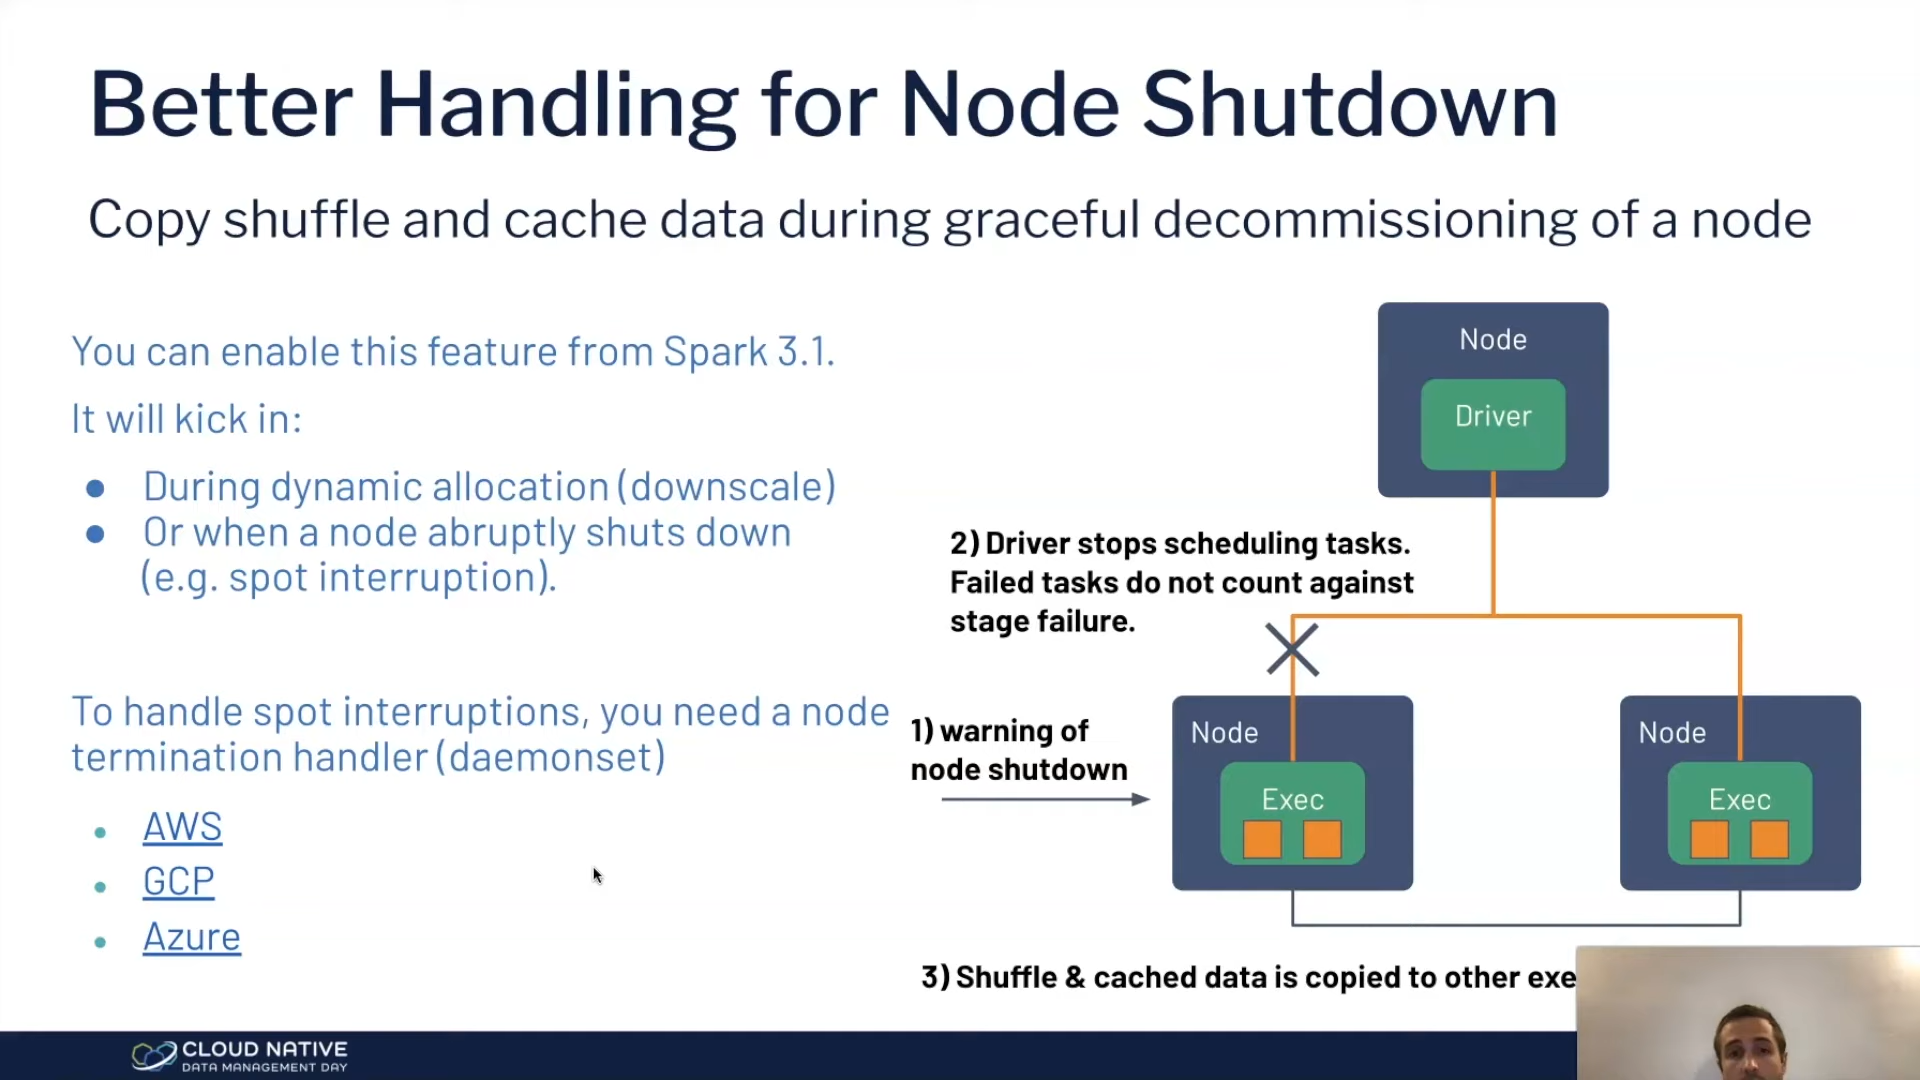 Better Handling for Node Shutdown
Copy shuffle and cache data during graceful decommissioning of a node
You can enable this feature from Spark 3.1.
It will kick in:
● During dynamic allocation (downscale)
● Or when a node abruptly shuts down
(e.g. spot interruption).
To handle spot interruptions, you need a node
termination handler (daemonset)
• AWS
• GCP
• Azure
Node
Driver
2) Driver stops scheduling tasks.
Failed tasks do not count against
stage failure.
1) warning of
node shutdown
Node
Exec
Node
Exec
3) Shuffle & cached data is copied to other exe
CLOUD NATIVE
DATA MANAGEMENT DAY